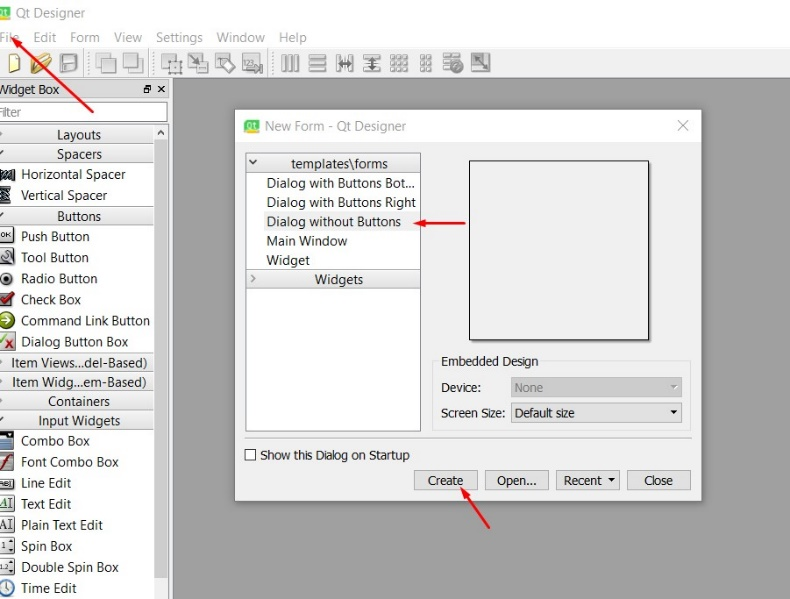 Qt Designer
File Edit Form View Settings Window Help
Widget Box
Filter
Layouts
Spacers
Horizontal Spacer
Vertical Spacer
Buttons
Push Button
Tool Button
Radio Button
Check Box
Command Link Button
Dialog Button Box
Item Views...del-Based)
Item Widg...em-Based)
Containers
Input Widgets
Combo Box
Font Combo Box
Line Edit
Text Edit
Plain Text Edit
Spin Box
Double Spin Box
Time Edit
New Form - Qt Designer
templates\forms
Dialog with Buttons Bot...
Dialog with Buttons Right
Dialog without Buttons
Main Window
Widget
Widgets
Embedded Design
Device: None
Screen Size: Default size
Show this Dialog on Startup
Create Open... Recent Close